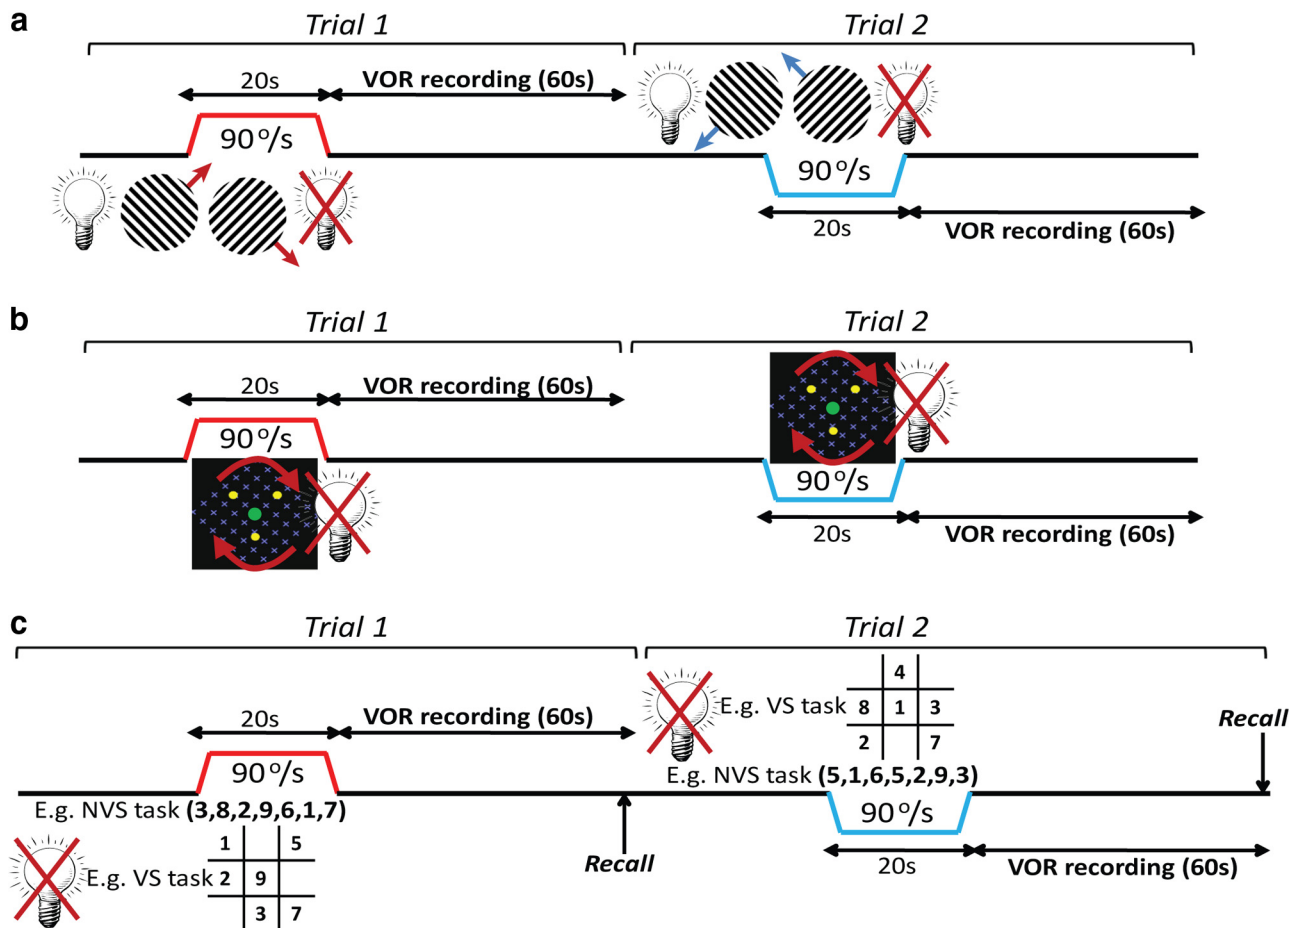 a
Trial 1
Trial 2
20s
VOR recording (60s)
90°/s
90°/s
20s
VOR recording (60s)
b
Trial 1
Trial 2
20s
VOR recording (60s)
90°/s
90°/s
20s
VOR recording (60s)
c
Trial 1
Trial 2
20s
VOR recording (60s)
90°/s
E.g. NVS task (3,8,2,9,6,1,7)
E.g. VS task
1 5
2 9
3 7
Recall
E.g. VS task
4
8 1 3
2 7
E.g. NVS task (5,1,6,5,2,9,3)
90°/s
20s
VOR recording (60s)
Recall